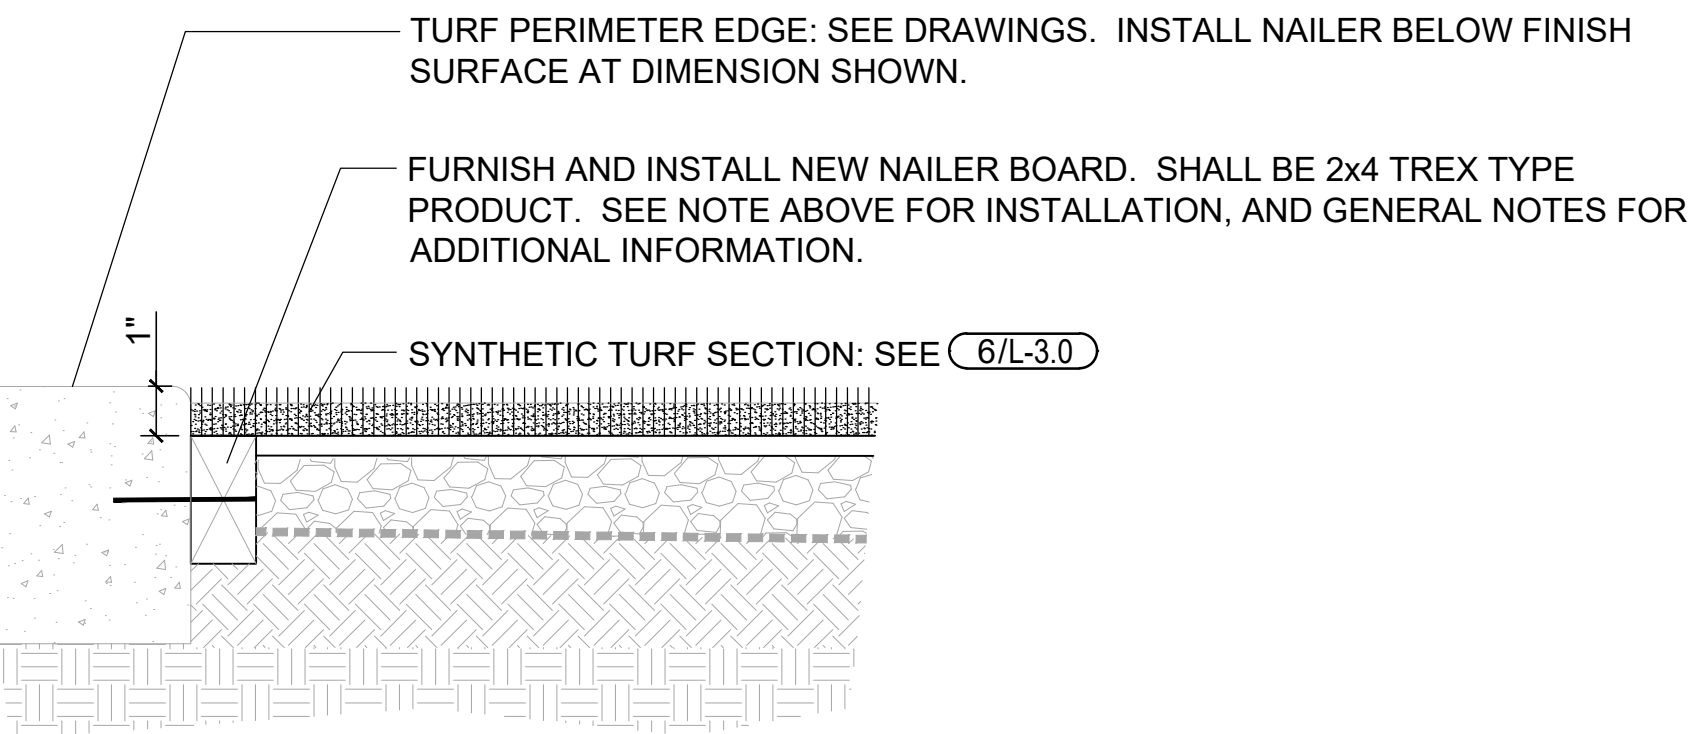 TURF PERIMETER EDGE: SEE DRAWINGS. INSTALL NAILER BELOW FINISH
SURFACE AT DIMENSION SHOWN.
FURNISH AND INSTALL NEW NAILER BOARD. SHALL BE 2x4 TREX TYPE
PRODUCT. SEE NOTE ABOVE FOR INSTALLATION, AND GENERAL NOTES FOR
ADDITIONAL INFORMATION.
1"
SYNTHETIC TURF SECTION: SEE 6/L-3.0